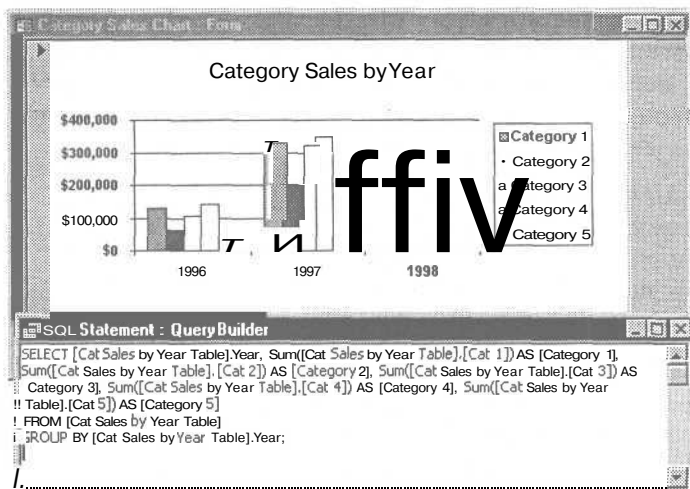 Category Sales Chart : Form
Category Sales by Year
$400,000
$300,000
$200,000
$100,000
$0
1996
1997
1998
т
т
И
ffiv
Category 1
· Category 2
a Category 3
a Category 4
Category 5
SQL Statement : Query Builder
SELECT [Cat Sales by Year Table].Year, Sum([Cat Sales by Year Table].[Cat 1]) AS [Category 1],
Sum([Cat Sales by Year Table].[Cat 2]) AS [Category 2], Sum([Cat Sales by Year Table].[Cat 3]) AS
Category 3], Sum([Cat Sales by Year Table].[Cat 4]) AS [Category 4], Sum([Cat Sales by Year
!! Table].[Cat 5]) AS [Category 5]
! FROM [Cat Sales by Year Table]
i GROUP BY [Cat Sales by Year Table].Year;